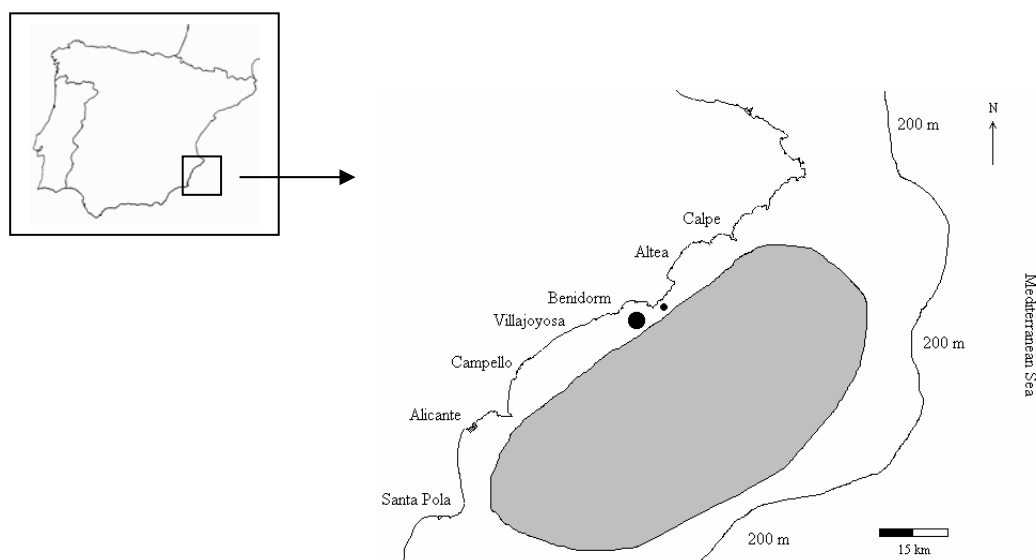 200 m
N
Calpe
Altea
Benidorm
Villajoyosa
Mediterranean Sea
200 m
Campello
Alicante
Santa Pola
200 m
15 km